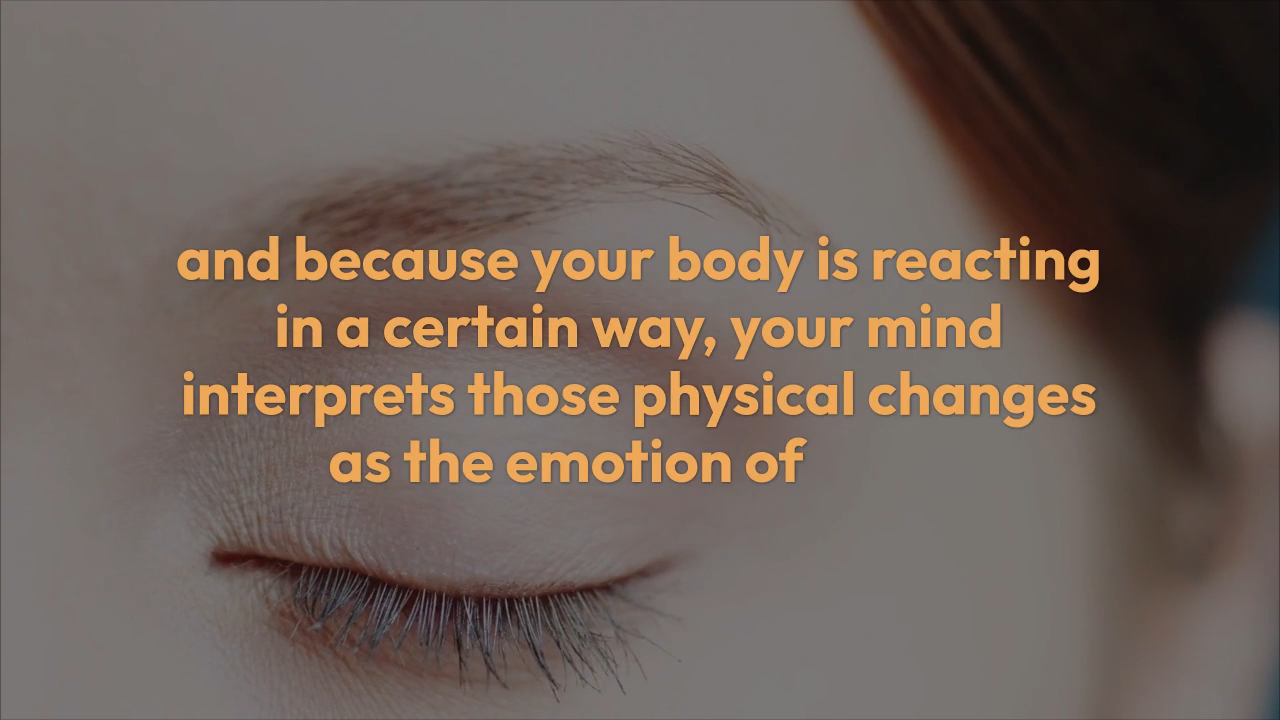 and because your body is reacting
in a certain way, your mind
interprets those physical changes
as the emotion of